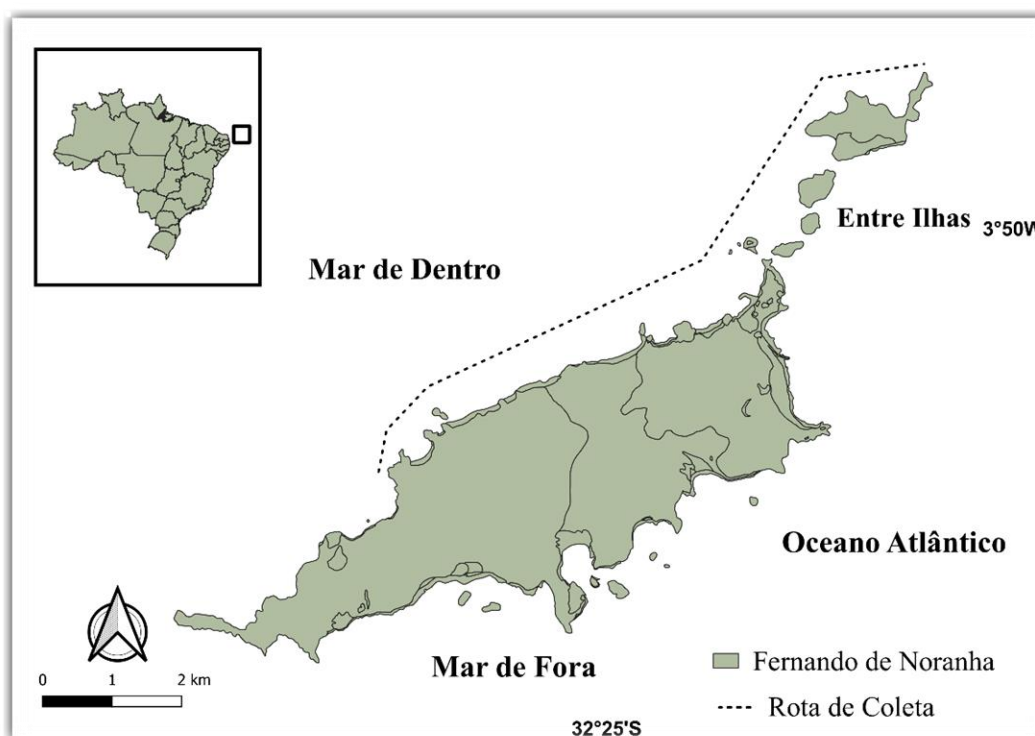 Mar de Dentro
Entre Ilhas
3°50W
Oceano Atlântico
Mar de Fora
0 1 2 km
Fernando de Noranha
Rota de Coleta
32°25'S